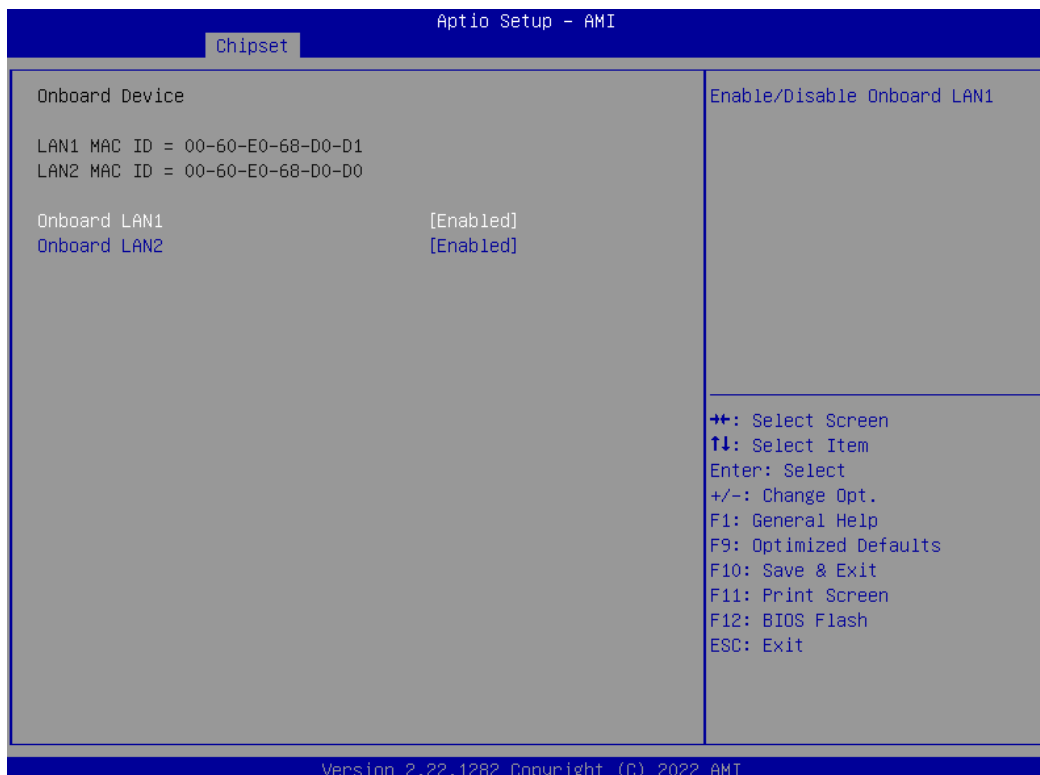 Aptio Setup - AMI
Chipset
Onboard Device
LAN1 MAC ID = 00-60-E0-68-D0-D1
LAN2 MAC ID = 00-60-E0-68-D0-D0
Onboard LAN1 [Enabled]
Onboard LAN2 [Enabled]
Enable/Disable Onboard LAN1
→←: Select Screen
↑↓: Select Item
Enter: Select
+/-: Change Opt.
F1: General Help
F9: Optimized Defaults
F10: Save & Exit
F11: Print Screen
F12: BIOS Flash
ESC: Exit
Version 2.22.1282 Copyright (C) 2022 AMI